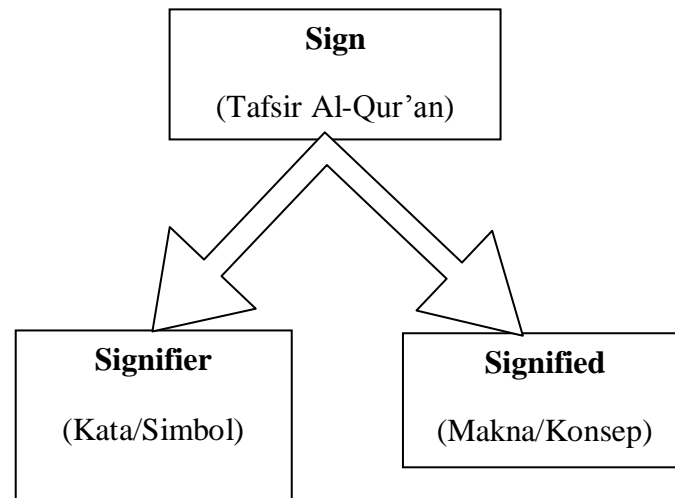 Sign
(Tafsir Al-Qur’an)
Signifier
(Kata/Simbol)
Signified
(Makna/Konsep)